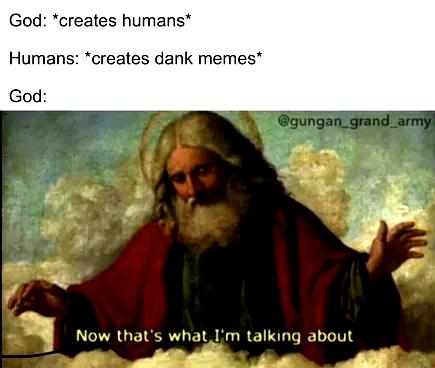 God: *creates humans*
Humans: *creates dank memes*
God:
@gungan_grand_army
Now that's what I'm talking about